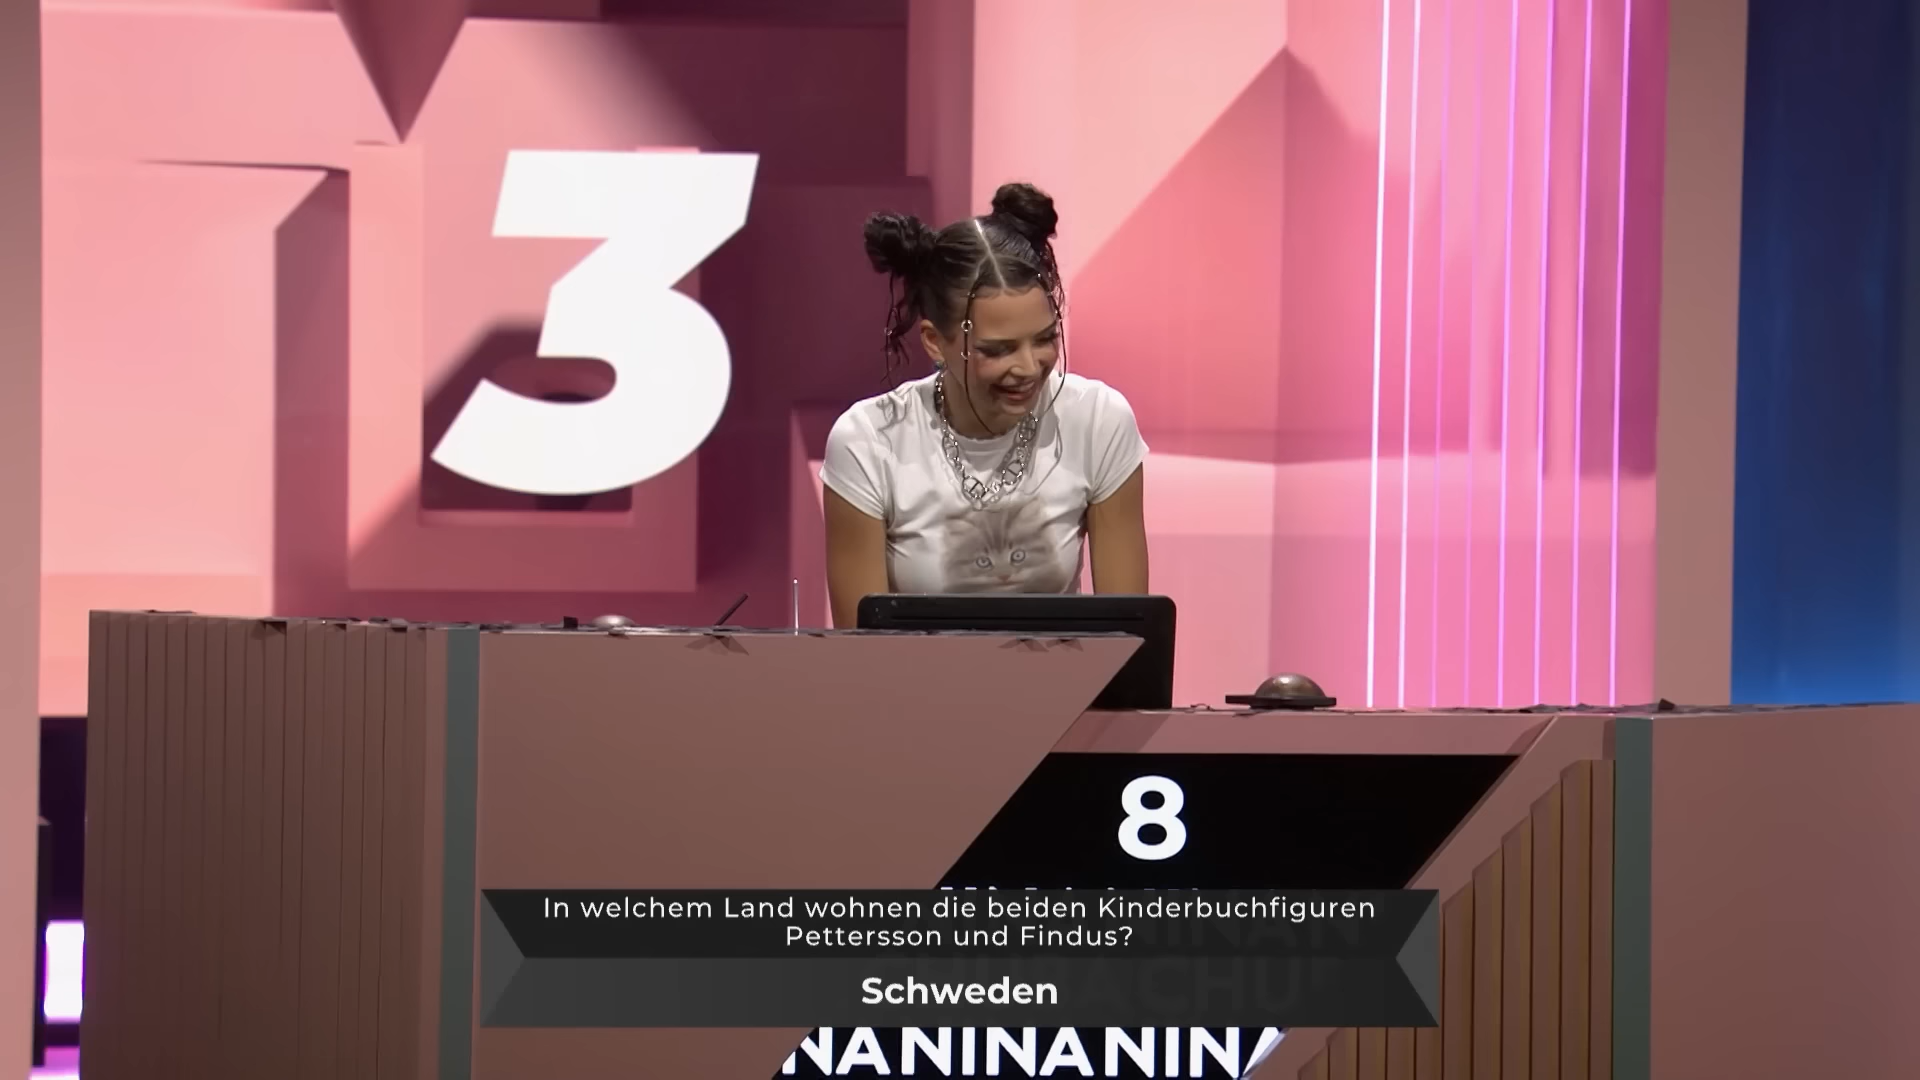 3
8
In welchem Land wohnen die beiden Kinderbuchfiguren
Pettersson und Findus?
Schweden
NANINANINA